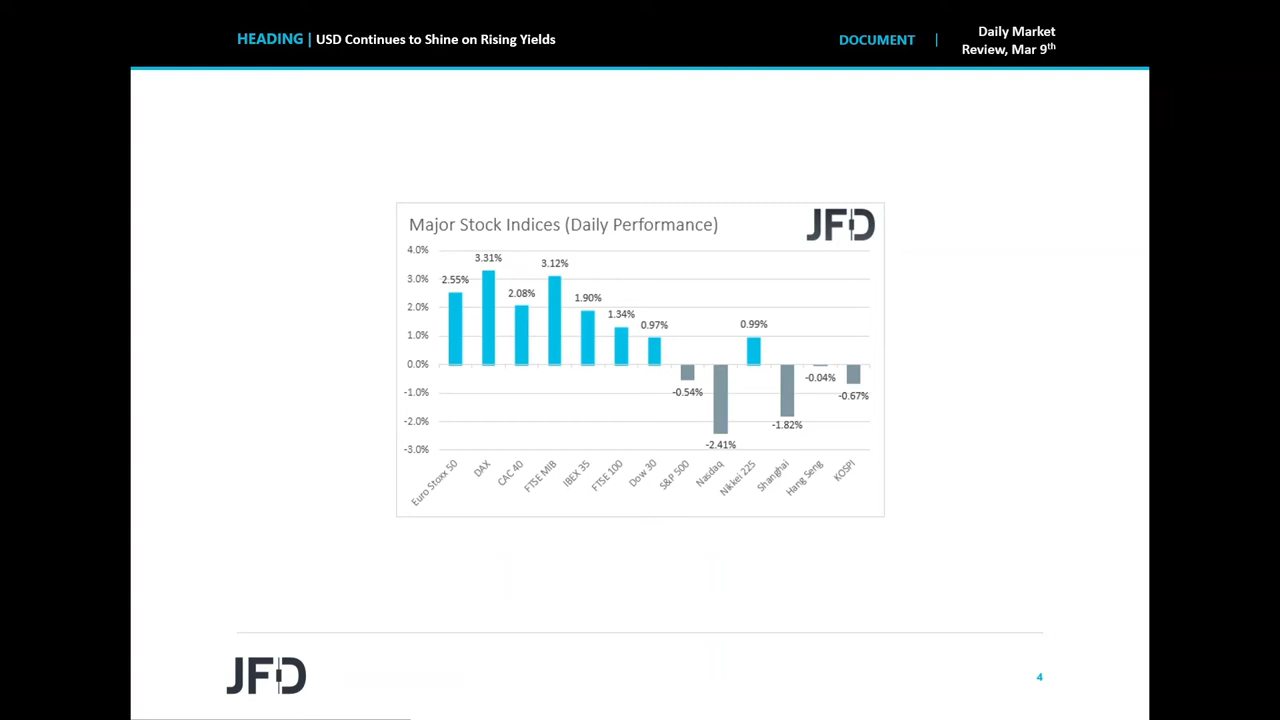 HEADING | USD Continues to Shine on Rising Yields
DOCUMENT |
Daily Market
Review, Mar 9th
Major Stock Indices (Daily Performance)
JFD
4.0%
3.0%
2.0%
1.0%
0.0%
-1.0%
-2.0%
-3.0%
2.55%
3.31%
2.08%
3.12%
1.90%
1.34%
0.97%
-0.54%
-2.41%
0.99%
-1.82%
-0.04%
-0.67%
Euro Stoxx 50
DAX
CAC 40
FTSE MIB
IBEX 35
FTSE 100
Dow 30
S&P 500
Nasdaq
Nikkei 225
Shanghai
Hang Seng
KOSPI
JFD
4